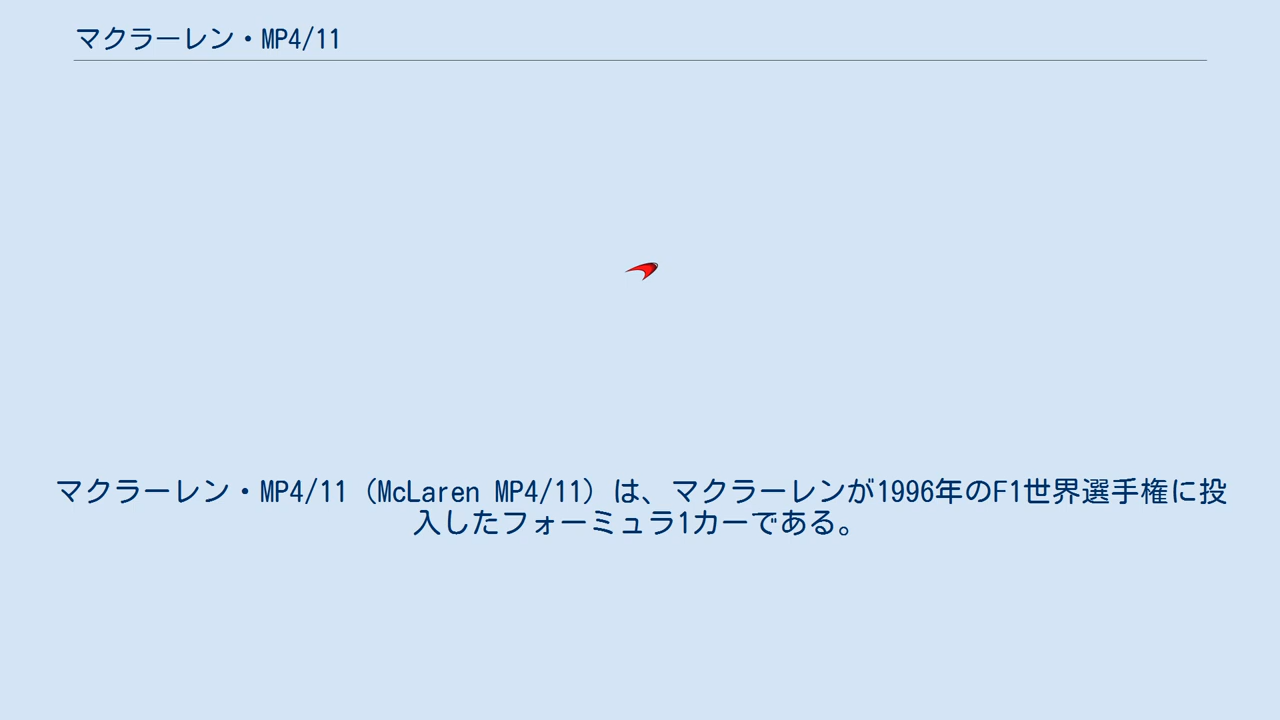 マクラーレン・MP4/11
マクラーレン・MP4/11（McLaren MP4/11）は、マクラーレンが1996年のF1世界選手権に投
入したフォーミュラ1カーである。